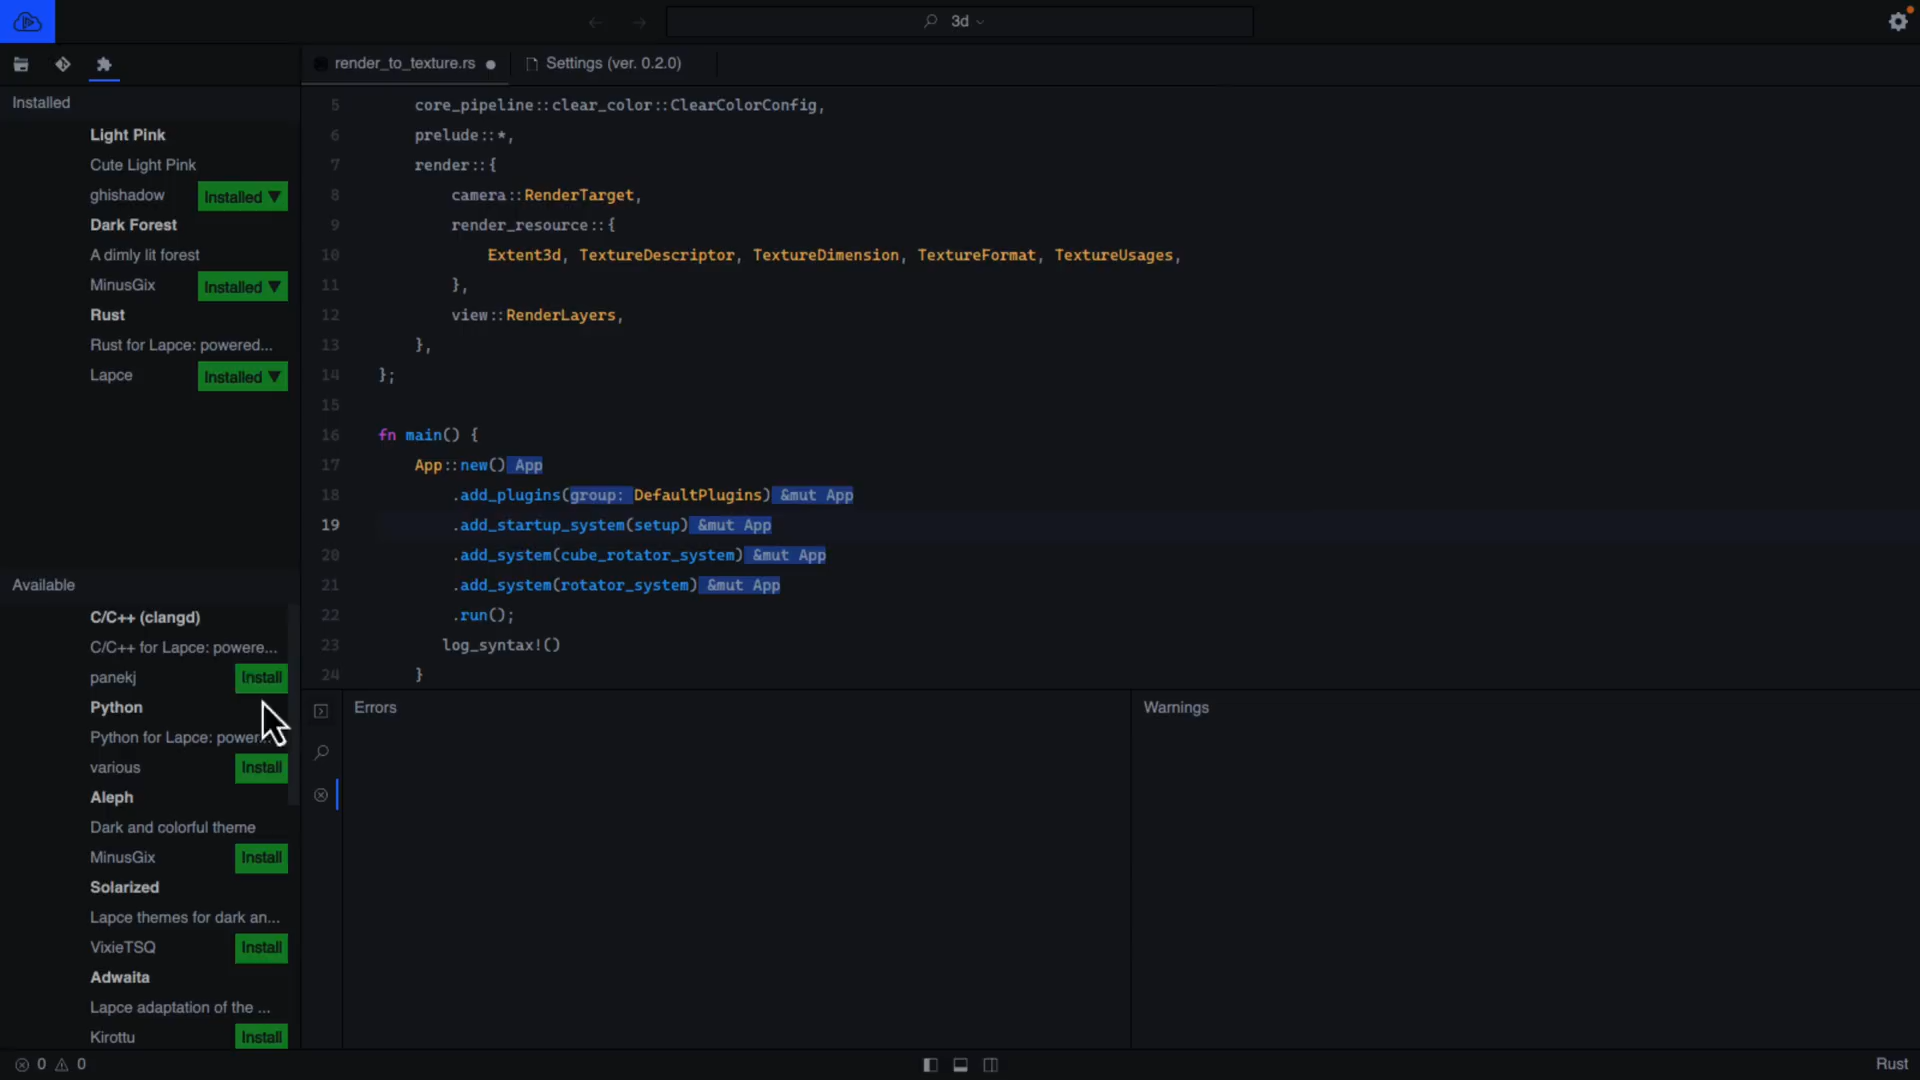 3d
render_to_texture.rs
Settings (ver. 0.2.0)
Installed
Light Pink
Cute Light Pink
ghishadow
Installed ▼
Dark Forest
A dimly lit forest
MinusGix
Installed ▼
Rust
Rust for Lapce: powered...
Lapce
Installed ▼
Available
C/C++ (clangd)
C/C++ for Lapce: powere...
panekj
Install
Python
Python for Lapce: power...
various
Install
Aleph
Dark and colorful theme
MinusGix
Install
Solarized
Lapce themes for dark an...
VixieTSQ
Install
Adwaita
Lapce adaptation of the ...
Kirottu
Install
5 core_pipeline::clear_color::ClearColorConfig,
6 prelude::*,
7 render::{
8 camera::RenderTarget,
9 render_resource::{
10 Extent3d, TextureDescriptor, TextureDimension, TextureFormat, TextureUsages,
11 },
12 view::RenderLayers,
13 },
14 };
15
16 fn main() {
17 App::new() App
18 .add_plugins(group: DefaultPlugins) &mut App
19 .add_startup_system(setup) &mut App
20 .add_system(cube_rotator_system) &mut App
21 .add_system(rotator_system) &mut App
22 .run();
23 log_syntax!()
24 }
Errors
Warnings
0 0
Rust